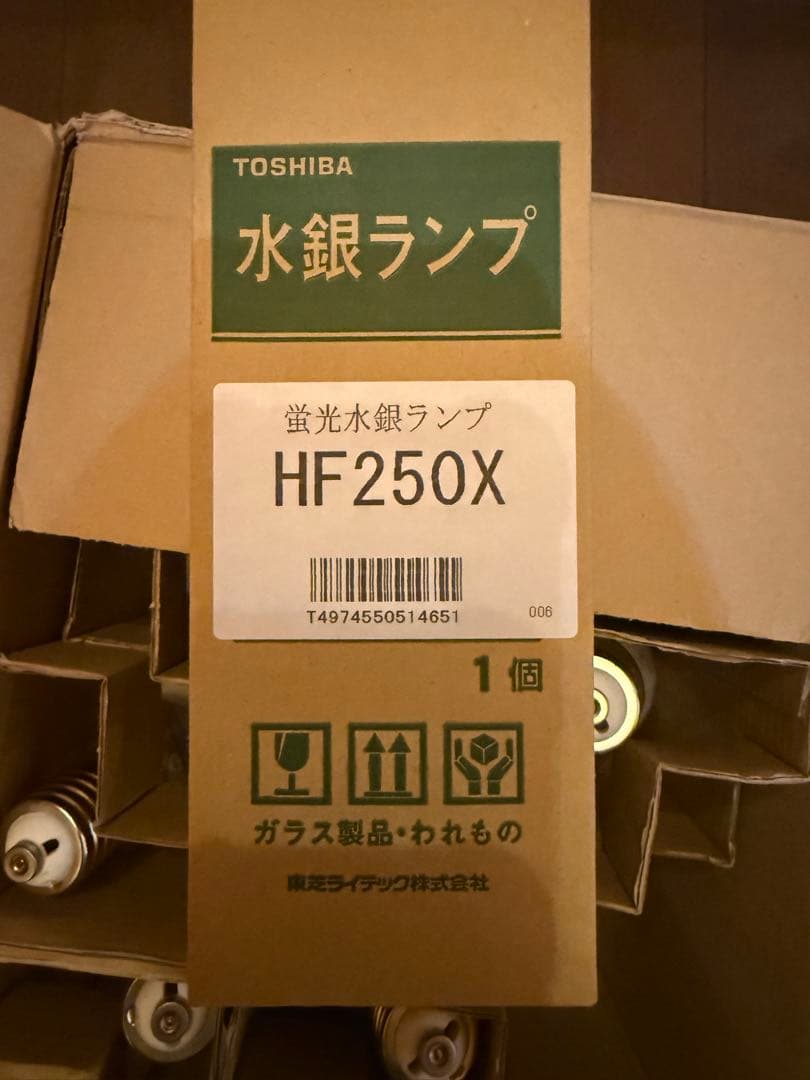 TOSHIBA
水銀ランプ
蛍光水銀ランプ
HF250X
T4974550514651
006
1個
ガラス製品・われもの
東芝ライテック株式会社